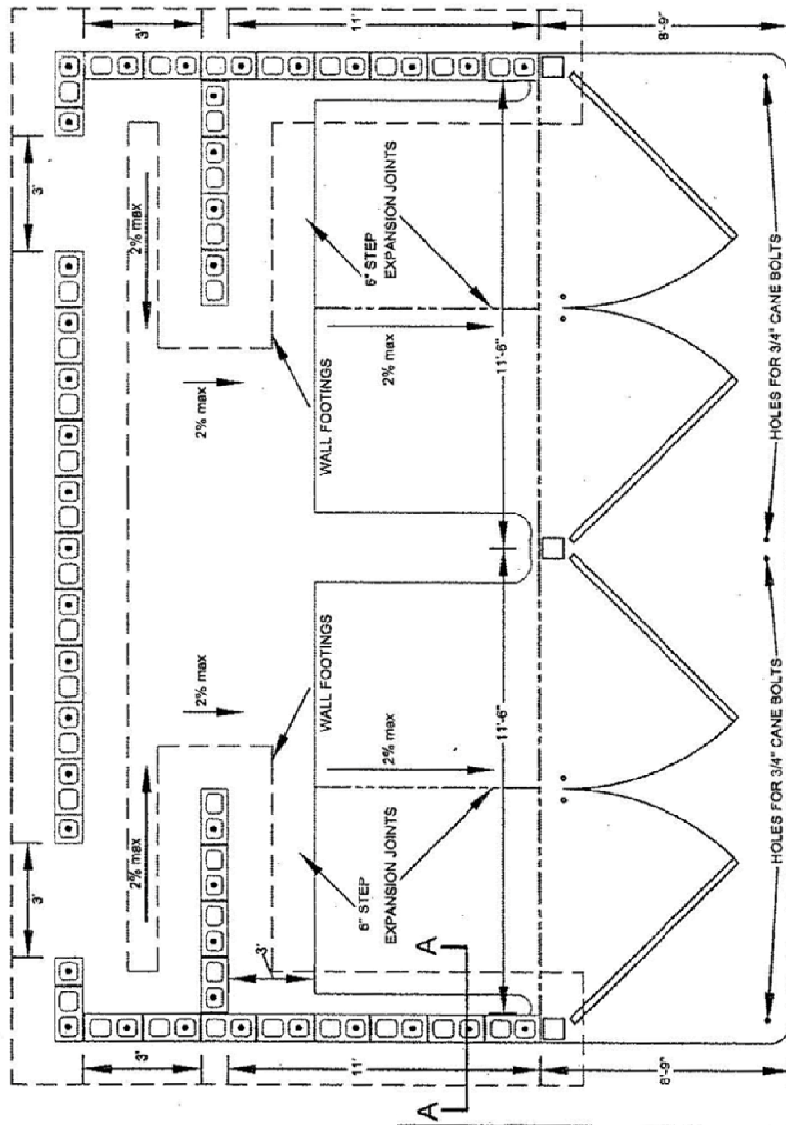 3'
11'
8'-9"
3'
2% max
6" STEP
EXPANSION JOINTS
2% max
2% max
11'-6"
WALL FOOTINGS
HOLES FOR 3/4" CANE BOLTS
2% max
WALL FOOTINGS
2% max
11'-6"
HOLES FOR 3/4" CANE BOLTS
2% max
3'
6" STEP
EXPANSION JOINTS
3'
A
3'
11'
8'-9"
A